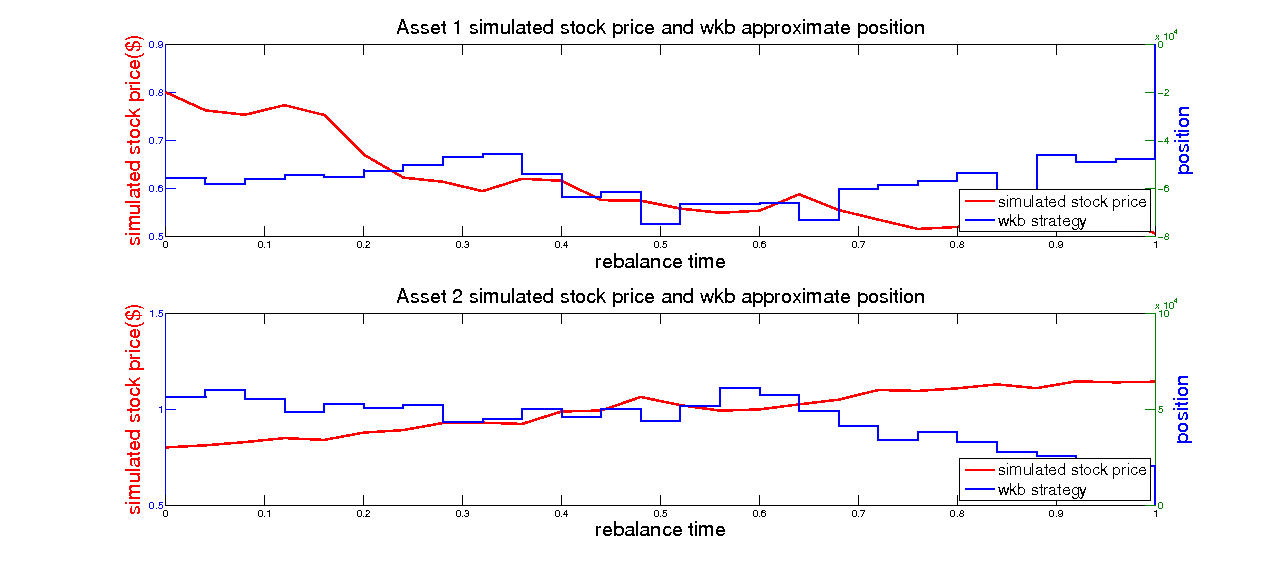 Asset 1 simulated stock price and wkb approximate position
x 10^4
simulated stock price($)
0.9
0.8
0.7
0.6
0.5
0
-2
-4
-6
-8
position
simulated stock price
wkb strategy
0 0.1 0.2 0.3 0.4 0.5 0.6 0.7 0.8 0.9 1
rebalance time
Asset 2 simulated stock price and wkb approximate position
x 10^4
simulated stock price($)
1.5
1
0.5
10
5
0
position
simulated stock price
wkb strategy
0 0.1 0.2 0.3 0.4 0.5 0.6 0.7 0.8 0.9 1
rebalance time